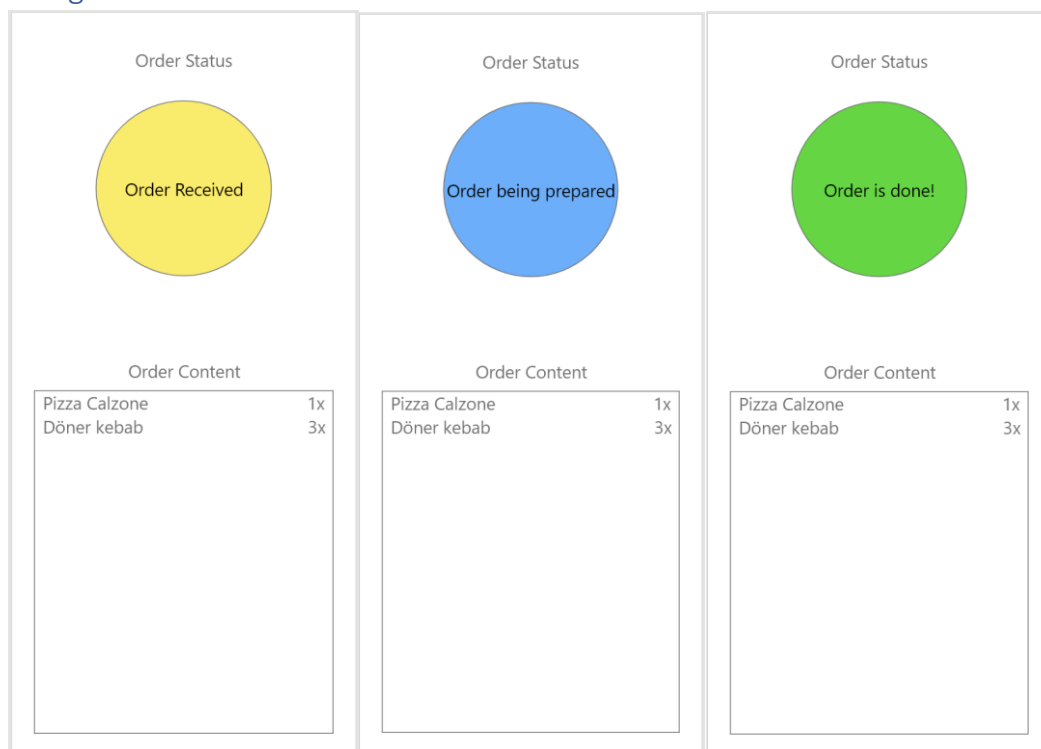 Order Status
Order Received
Order Content
Pizza Calzone 1x
Döner kebab 3x
Order Status
Order being prepared
Order Content
Pizza Calzone 1x
Döner kebab 3x
Order Status
Order is done!
Order Content
Pizza Calzone 1x
Döner kebab 3x